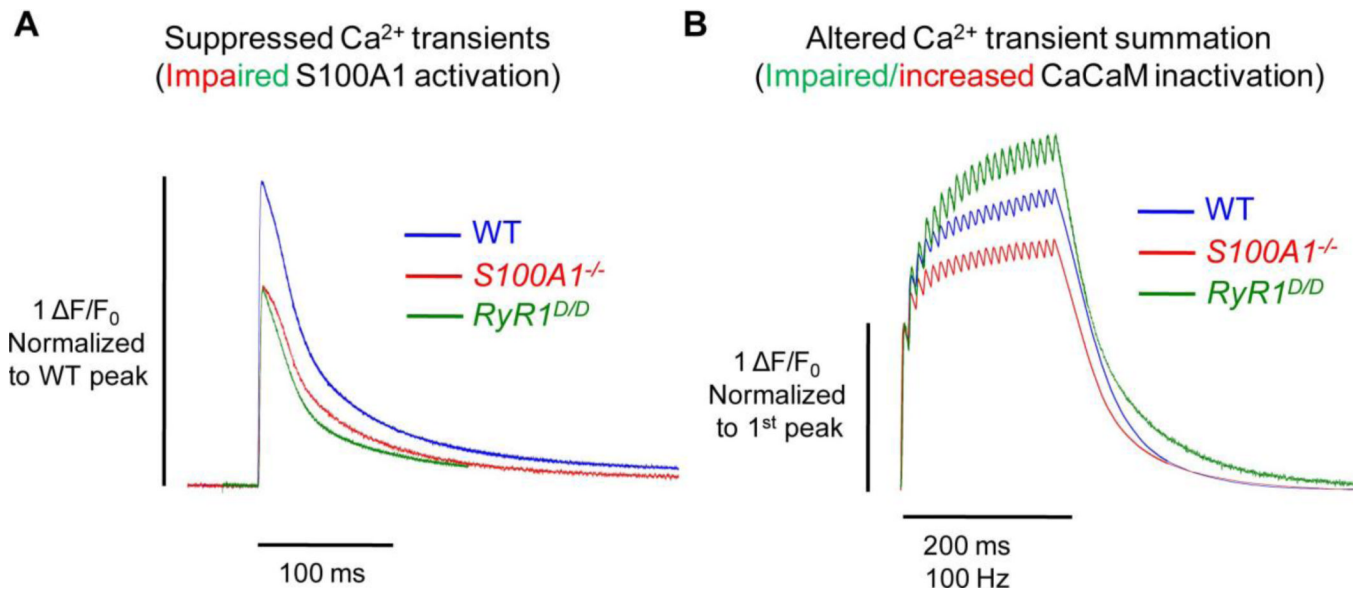 A
Suppressed Ca²⁺ transients
(Impaired S100A1 activation)
WT
S100A1⁻/⁻
RyR1ᴰ/ᴰ
1 ΔF/F₀
Normalized
to WT peak
100 ms
B
Altered Ca²⁺ transient summation
(Impaired/increased CaCaM inactivation)
WT
S100A1⁻/⁻
RyR1ᴰ/ᴰ
1 ΔF/F₀
Normalized
to 1ˢᵗ peak
200 ms
100 Hz